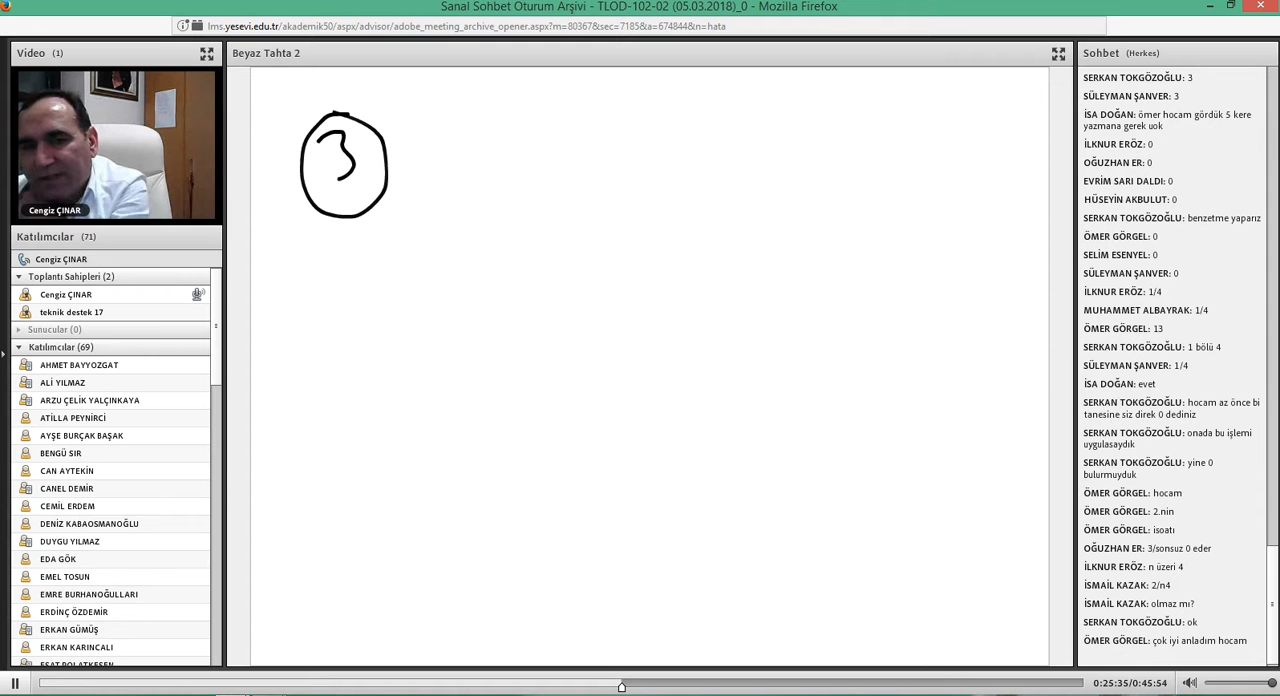 Sanal Sohbet Oturum Arşivi - TLOD-102-02 (05.03.2018)_0 - Mozilla Firefox
lms.yesevi.edu.tr/akademik50/aspx/advisor/adobe_meeting_archive_opener.aspx?m=80367&sec=7185&a=674844&n=hata
Video (1)
Cengiz ÇINAR
Katılımcılar (71)
Cengiz ÇINAR
Toplantı Sahipleri (2)
Cengiz ÇINAR
teknik destek 17
Sunucular (0)
Katılımcılar (69)
AHMET BAYYOZGAT
ALİ YILMAZ
ARZU ÇELİK YALÇINKAYA
ATİLLA PEYNİRCİ
AYŞE BURÇAK BAŞAK
BENGÜ SIR
CAN AYTEKİN
CANEL DEMİR
CEMİL ERDEM
DENİZ KABAOSMANOĞLU
DUYGU YILMAZ
EDA GÖK
EMEL TOSUN
EMRE BURHANOĞULLARI
ERDİNÇ ÖZDEMİR
ERKAN GÜMÜŞ
ERKAN KARINCALI
ESAT POLATKESEN
Beyaz Tahta 2
3
Sohbet (Herkes)
SERKAN TOKGÖZOĞLU: 3
SÜLEYMAN ŞANVER: 3
İSA DOĞAN: ömer hocam gördük 5 kere
yazmana gerek uok
İLKNUR ERÖZ: 0
OĞUZHAN ER: 0
EVRİM SARI DALDI: 0
HÜSEYİN AKBULUT: 0
SERKAN TOKGÖZOĞLU: benzetme yaparız
ÖMER GÖRGEL: 0
SELİM ESENYEL: 0
SÜLEYMAN ŞANVER: 0
İLKNUR ERÖZ: 1/4
MUHAMMET ALBAYRAK: 1/4
ÖMER GÖRGEL: 13
SERKAN TOKGÖZOĞLU: 1 bölü 4
SÜLEYMAN ŞANVER: 1/4
İSA DOĞAN: evet
SERKAN TOKGÖZOĞLU: hocam az önce bi
tanesine siz direk 0 dediniz
SERKAN TOKGÖZOĞLU: onada bu işlemi
uygulasaydık
SERKAN TOKGÖZOĞLU: yine 0
bulurmuyduk
ÖMER GÖRGEL: hocam
ÖMER GÖRGEL: 2.nin
ÖMER GÖRGEL: isoatı
OĞUZHAN ER: 3/sonsuz 0 eder
İLKNUR ERÖZ: n üzeri 4
İSMAİL KAZAK: 2/n4
İSMAİL KAZAK: olmaz mı?
SERKAN TOKGÖZOĞLU: ok
ÖMER GÖRGEL: çok iyi anladım hocam
0:25:35/0:45:54